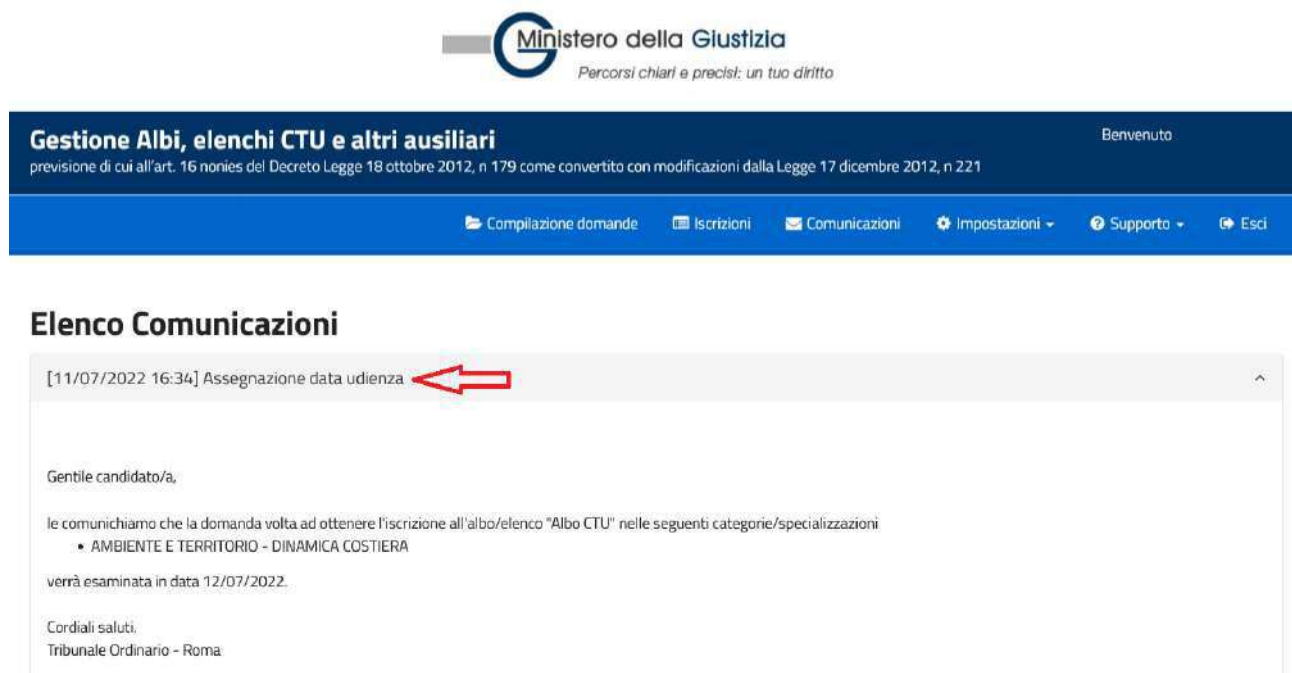 Ministero della Giustizia
Percorsi chiari e precisi: un tuo diritto
Gestione Albi, elenchi CTU e altri ausiliari
Benvenuto
previsione di cui all'art. 16 nonies del Decreto Legge 18 ottobre 2012, n 179 come convertito con modificazioni dalla Legge 17 dicembre 2012, n 221
Compilazione domande Iscrizioni Comunicazioni Impostazioni Supporto Esci
Elenco Comunicazioni
[11/07/2022 16:34] Assegnazione data udienza
Gentile candidato/a,
le comunichiamo che la domanda volta ad ottenere l'iscrizione all'albo/elenco "Albo CTU" nelle seguenti categorie/specializzazioni
• AMBIENTE E TERRITORIO - DINAMICA COSTIERA
verrà esaminata in data 12/07/2022.
Cordiali saluti,
Tribunale Ordinario - Roma